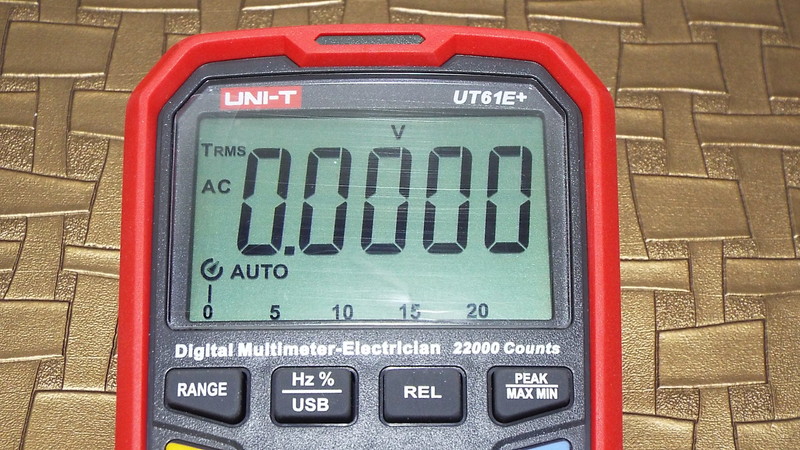 UNI-T UT61E+
V
TRMS
AC 0.0000
AUTO
0 5 10 15 20
Digital Multimeter-Electrician 22000 Counts
RANGE Hz % REL PEAK
USB MAX MIN